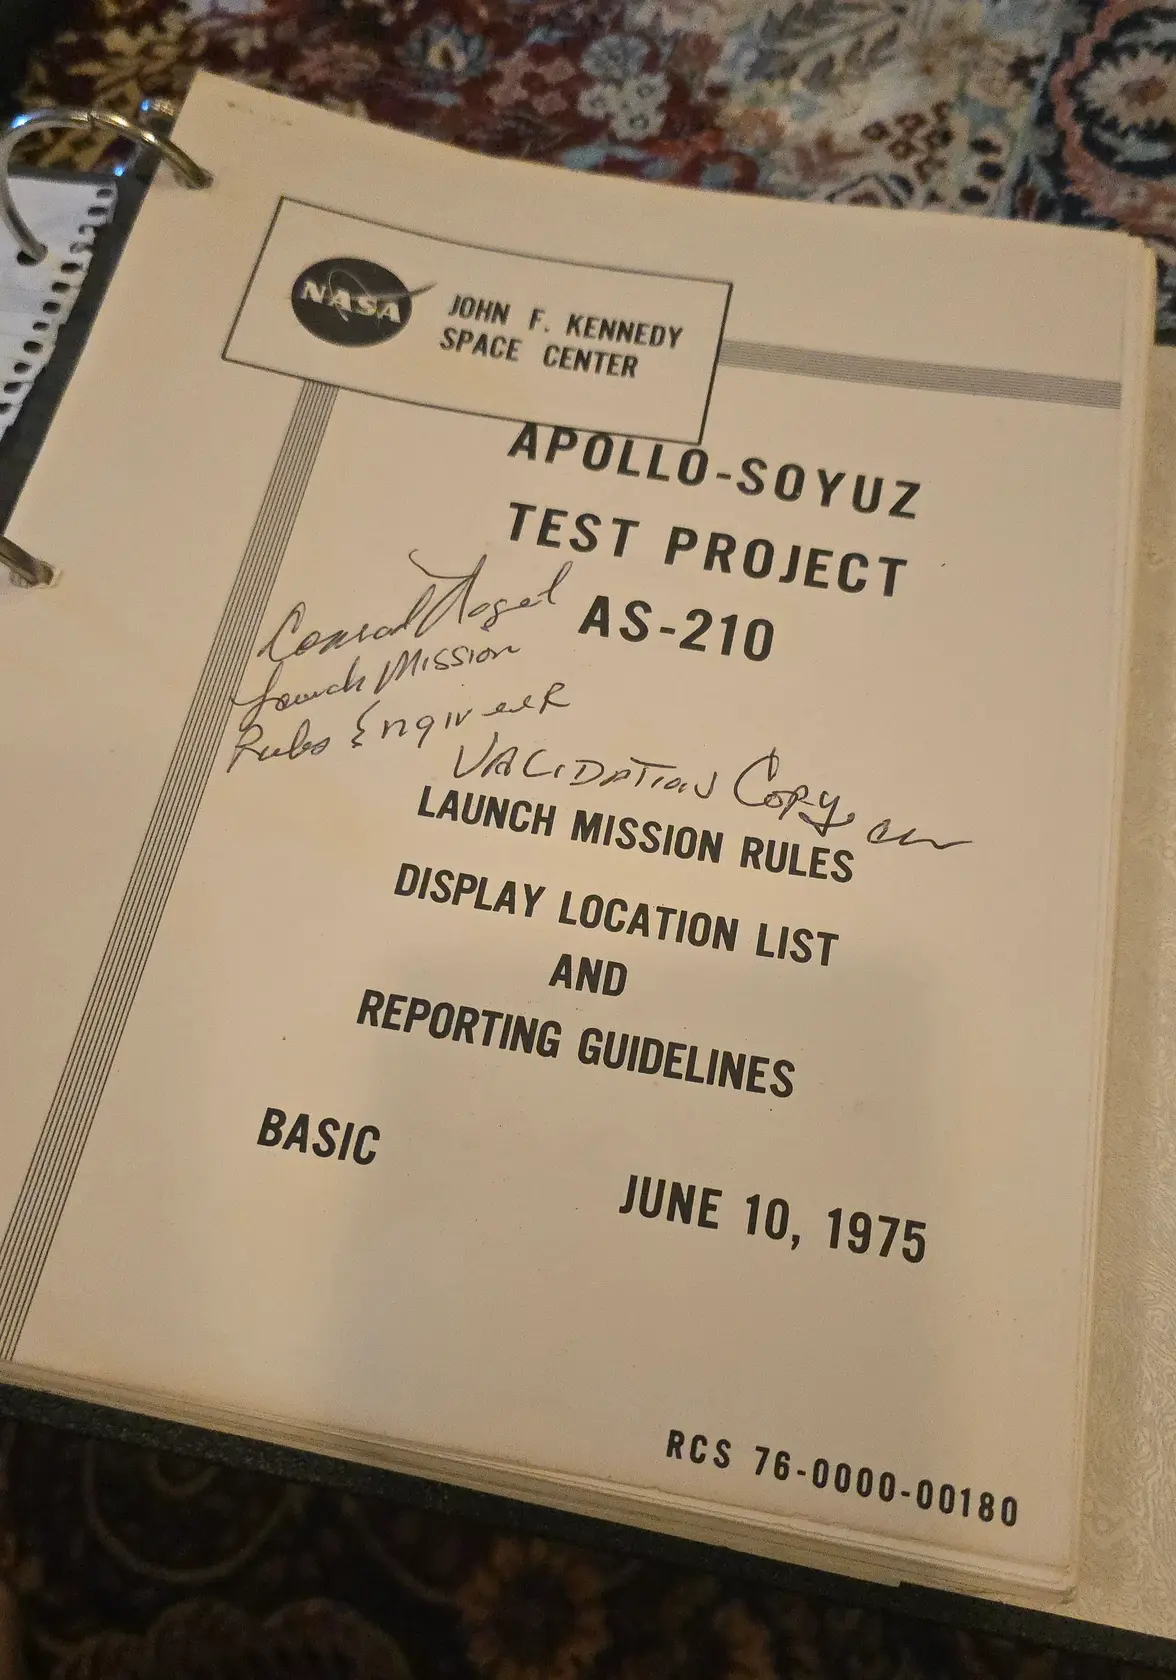 NASA
JOHN F. KENNEDY
SPACE CENTER
APOLLO-SOYUZ
TEST PROJECT
AS-210
Conrad Nagel
Launch Mission
Rules Engineer
VALIDATION COPY
LAUNCH MISSION RULES
DISPLAY LOCATION LIST
AND
REPORTING GUIDELINES
BASIC
JUNE 10, 1975
RCS 76-0000-00180